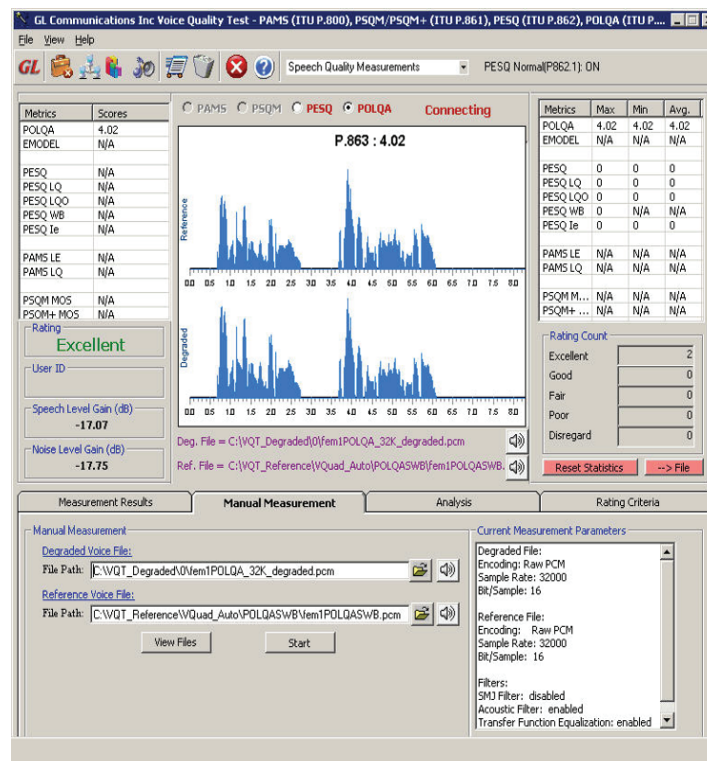 GL Communications Inc Voice Quality Test - PAMS (ITU P.800), PSQM/PSQM+ (ITU P.861), PESQ (ITU P.862), POLQA (ITU P....
File View Help
GL Speech Quality Measurements PESQ Normal(P862.1): ON
Metrics Scores
POLQA 4.02
EMODEL N/A
PESQ N/A
PESQ LQ N/A
PESQ LQO N/A
PESQ WB N/A
PESQ Ie N/A
PAMS LE N/A
PAMS LQ N/A
PSQM MOS N/A
PSQM+ MOS N/A
Rating
Excellent
User ID
Speech Level Gain (dB)
-17.07
Noise Level Gain (dB)
-17.75
PAMS PSQM PESQ POLQA Connecting
P.863 : 4.02
Reference
0.0 0.5 1.0 1.5 2.0 2.5 3.0 3.5 4.0 4.5 5.0 5.5 6.0 6.5 7.0 7.5 8.0
Degraded
0.0 0.5 1.0 1.5 2.0 2.5 3.0 3.5 4.0 4.5 5.0 5.5 6.0 6.5 7.0 7.5 8.0
Deg. File = C:\VQT_Degraded\0\fem1POLQA_32K_degraded.pcm
Ref. File = C:\VQT_Reference\VQuad_Auto\POLQASWB\fem1POLQASWB.
Metrics Max Min Avg.
POLQA 4.02 4.02 4.02
EMODEL N/A N/A N/A
PESQ 0 0 0
PESQ LQ 0 0 0
PESQ LQO 0 0 0
PESQ WB 0 N/A N/A
PESQ Ie 0 0 0
PAMS LE N/A N/A N/A
PAMS LQ N/A N/A N/A
PSQM M... N/A N/A N/A
PSQM+ ... N/A N/A N/A
Rating Count
Excellent 2
Good 0
Fair 0
Poor 0
Disregard 0
Reset Statistics --> File
Measurement Results Manual Measurement Analysis Rating Criteria
Manual Measurement
Degraded Voice File:
File Path: C:\VQT_Degraded\0\fem1POLQA_32K_degraded.pcm
Reference Voice File:
File Path: C:\VQT_Reference\VQuad_Auto\POLQASWB\fem1POLQASWB.pcm
View Files Start
Current Measurement Parameters
Degraded File:
Encoding: Raw PCM
Sample Rate: 32000
Bit/Sample: 16
Reference File:
Encoding: Raw PCM
Sample Rate: 32000
Bit/Sample: 16
Filters:
SMJ Filter: disabled
Acoustic Filter: enabled
Transfer Function Equalization: enabled